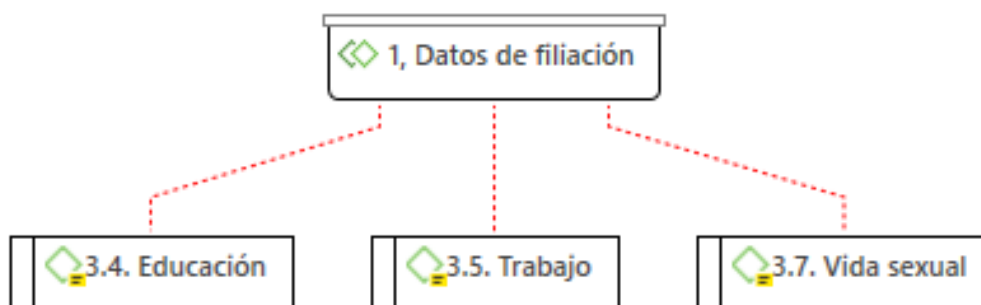 1, Datos de filiación
3.4. Educación
3.5. Trabajo
3.7. Vida sexual